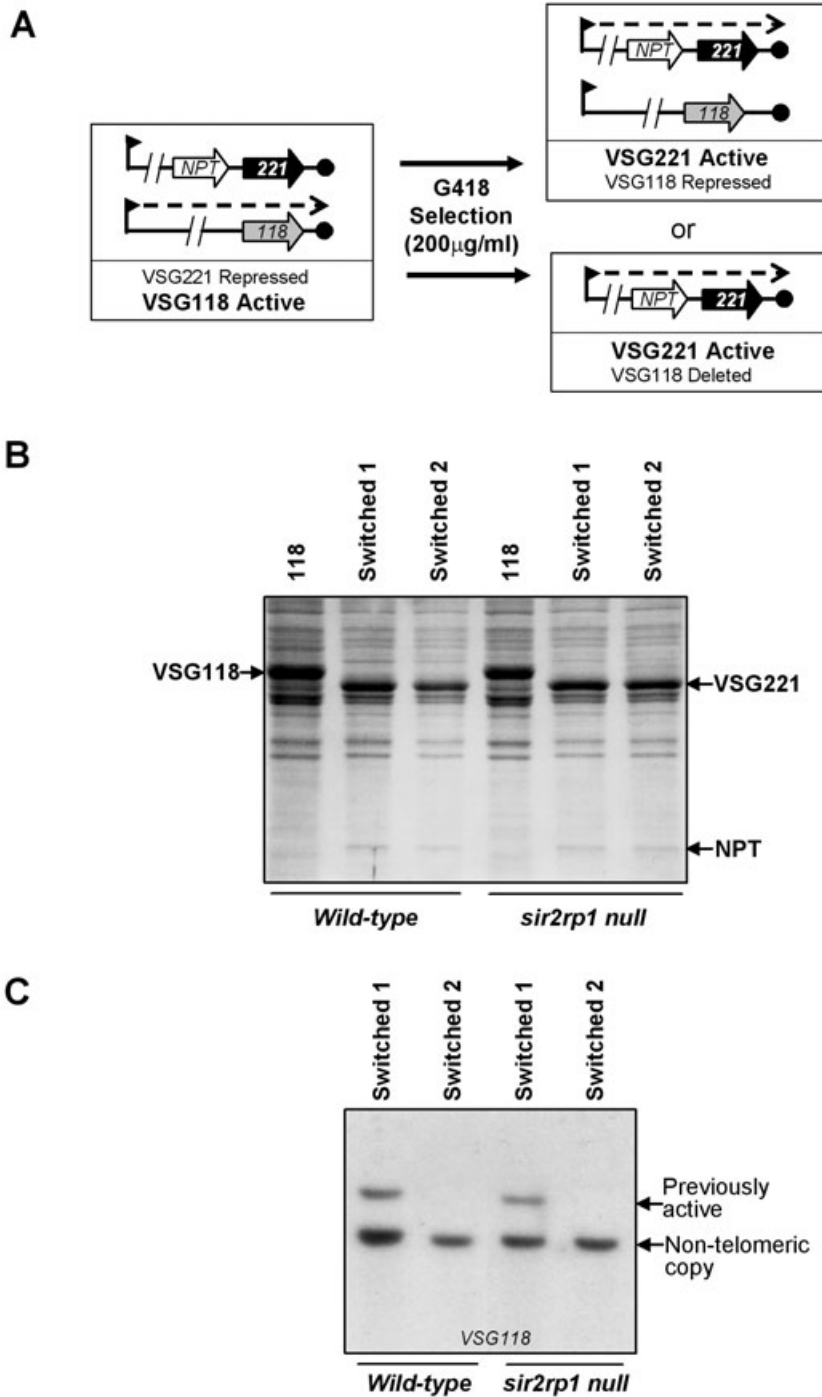 A
NPT 221
118
VSG221 Repressed
VSG118 Active
G418
Selection
(200μg/ml)
NPT 221
118
VSG221 Active
VSG118 Repressed
or
NPT 221
VSG221 Active
VSG118 Deleted
B
118 Switched 1 Switched 2 118 Switched 1 Switched 2
VSG118
VSG221
NPT
Wild-type sir2rp1 null
C
Switched 1 Switched 2 Switched 1 Switched 2
Previously
active
Non-telomeric
copy
VSG118
Wild-type sir2rp1 null